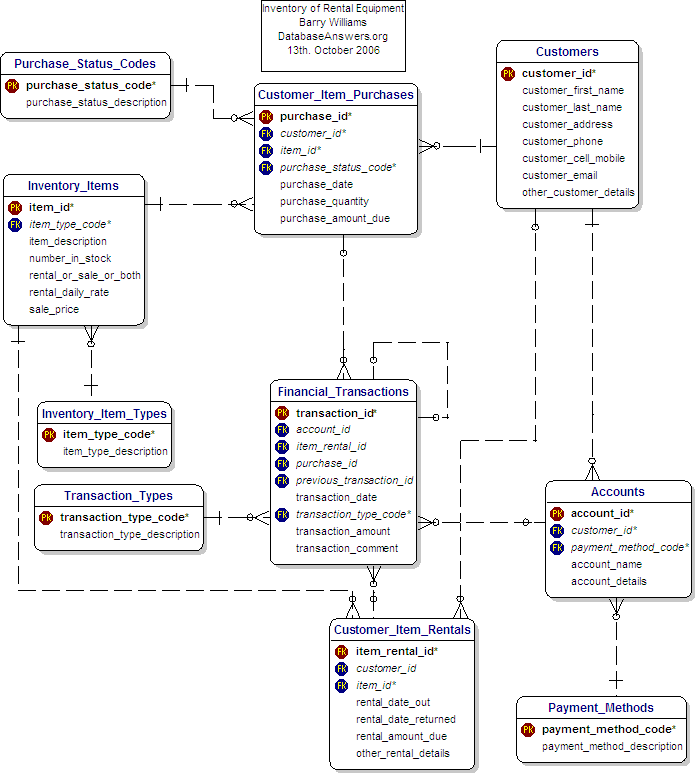 Inventory of Rental Equipment
Barry Williams
DatabaseAnswers.org
13th. October 2006
Purchase_Status_Codes
PK purchase_status_code*
purchase_status_description
Customer_Item_Purchases
PK purchase_id*
FK customer_id*
FK item_id*
FK purchase_status_code*
purchase_date
purchase_quantity
purchase_amount_due
Customers
PK customer_id*
customer_first_name
customer_last_name
customer_address
customer_phone
customer_cell_mobile
customer_email
other_customer_details
Inventory_Items
PK item_id*
FK item_type_code*
item_description
number_in_stock
rental_or_sale_or_both
rental_daily_rate
sale_price
Inventory_Item_Types
PK item_type_code*
item_type_description
Financial_Transactions
PK transaction_id*
FK account_id
FK item_rental_id
FK purchase_id
FK previous_transaction_id
transaction_date
FK transaction_type_code*
transaction_amount
transaction_comment
Transaction_Types
PK transaction_type_code*
transaction_type_description
Accounts
PK account_id*
FK customer_id*
FK payment_method_code*
account_name
account_details
Customer_Item_Rentals
FK item_rental_id*
FK customer_id
FK item_id*
rental_date_out
rental_date_returned
rental_amount_due
other_rental_details
Payment_Methods
PK payment_method_code*
payment_method_description